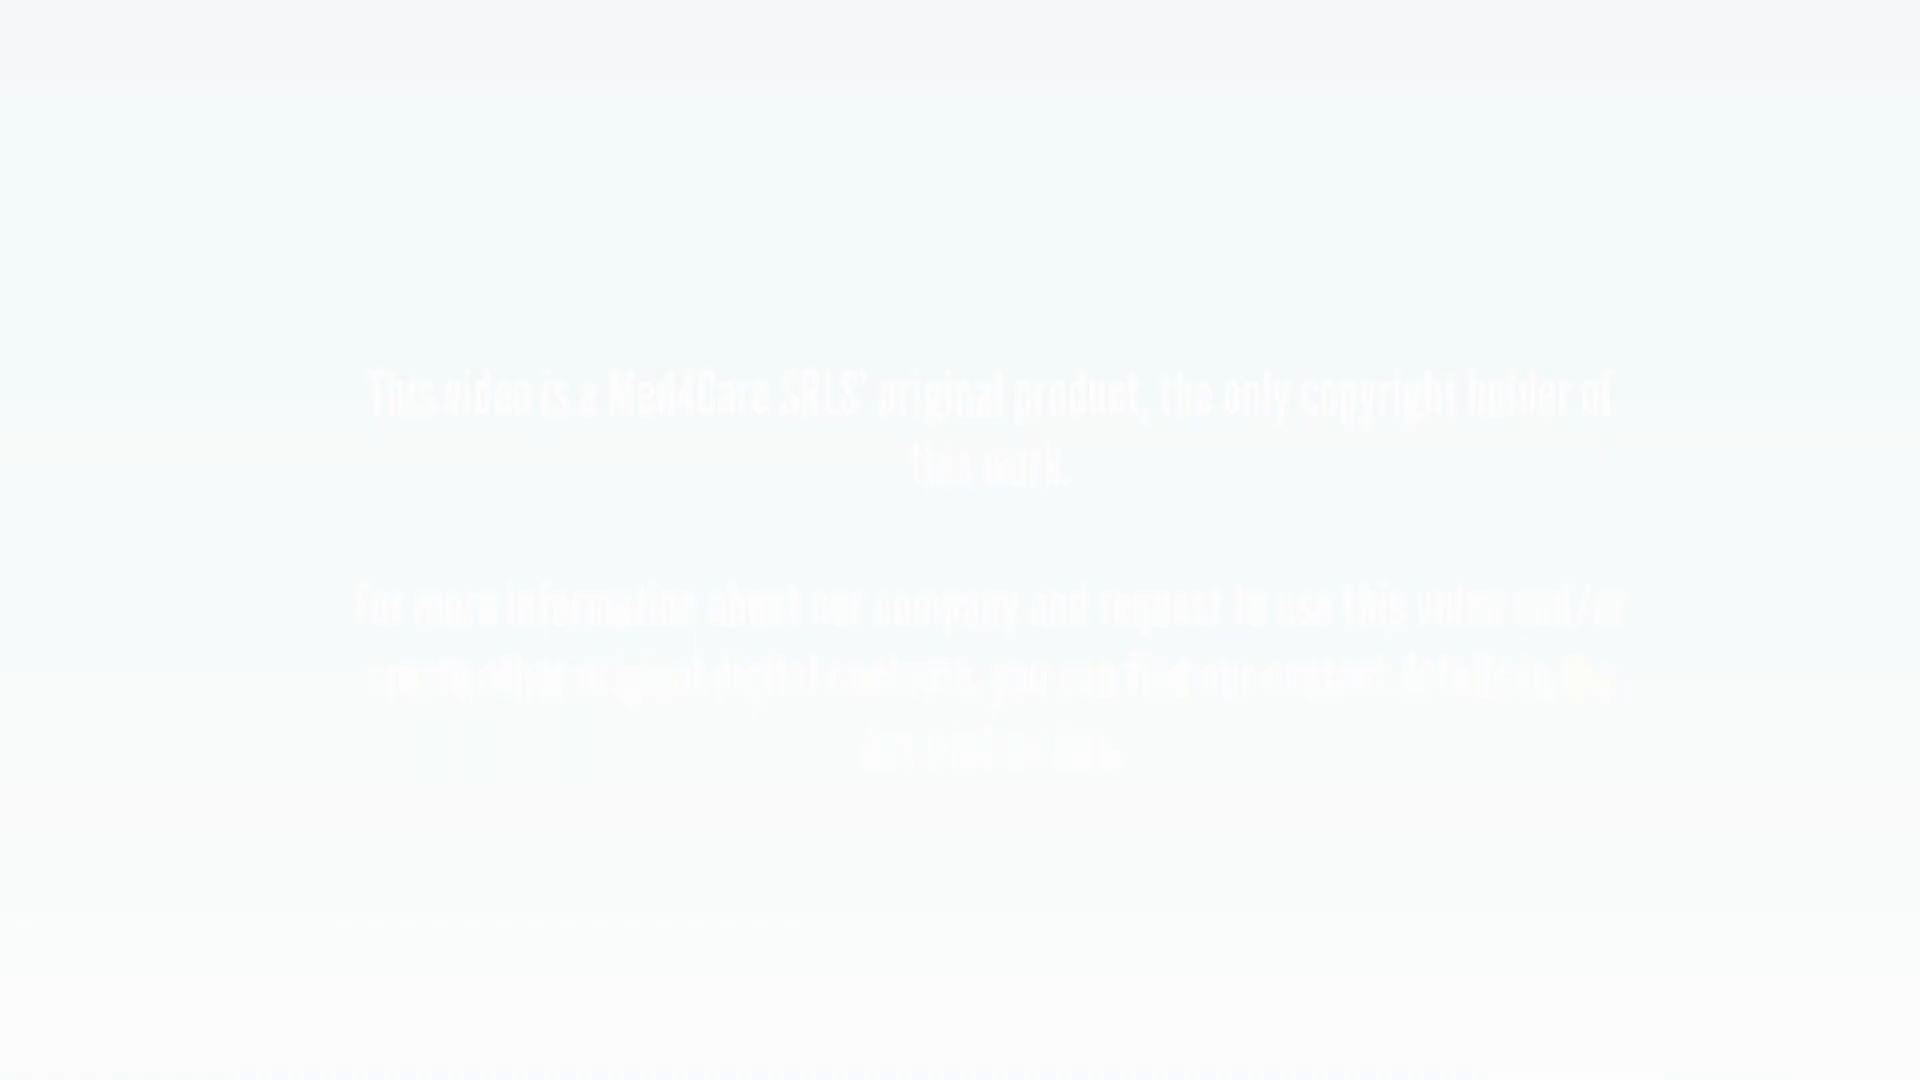 This video is a Med4Care SRLS' original product, the only copyright holder of
this work.
For more information about our company and request to use this video and/or
create other original digital contents, you can find our contact details in the
description box.